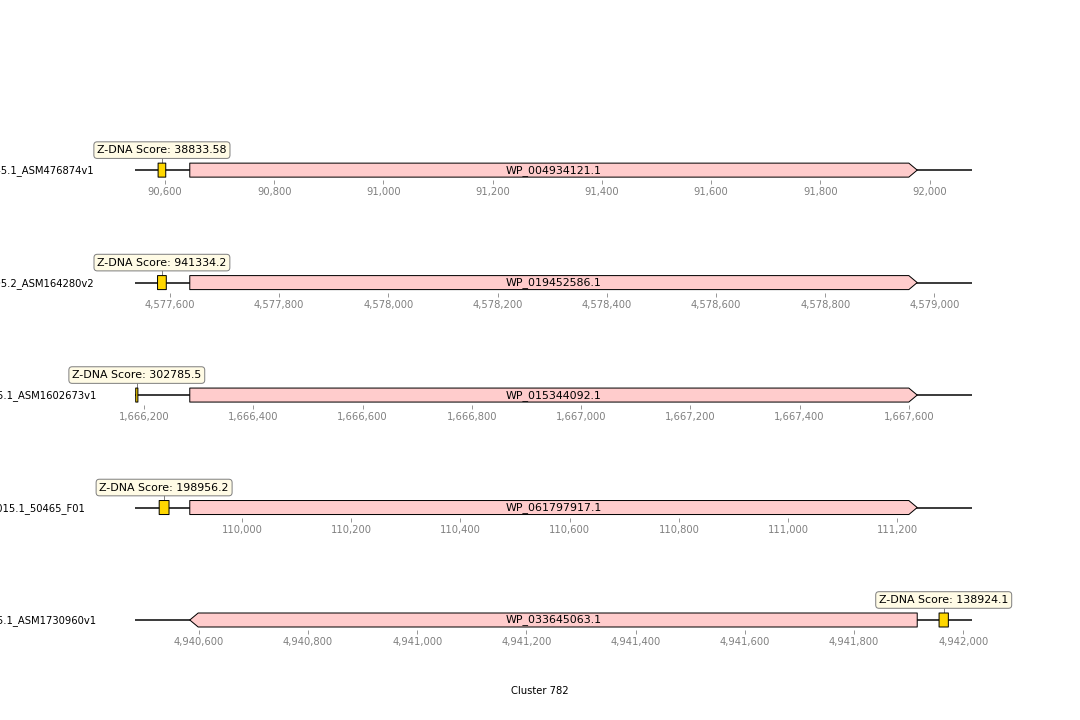 Z-DNA Score: 38833.58
5.1_ASM476874v1
WP_004934121.1
90,600 90,800 91,000 91,200 91,400 91,600 91,800 92,000
Z-DNA Score: 941334.2
5.2_ASM164280v2
WP_019452586.1
4,577,600 4,577,800 4,578,000 4,578,200 4,578,400 4,578,600 4,578,800 4,579,000
Z-DNA Score: 302785.5
5.1_ASM1602673v1
WP_015344092.1
1,666,200 1,666,400 1,666,600 1,666,800 1,667,000 1,667,200 1,667,400 1,667,600
Z-DNA Score: 198956.2
015.1_50465_F01
WP_061797917.1
110,000 110,200 110,400 110,600 110,800 111,000 111,200
Z-DNA Score: 138924.1
5.1_ASM1730960v1
WP_033645063.1
4,940,600 4,940,800 4,941,000 4,941,200 4,941,400 4,941,600 4,941,800 4,942,000
Cluster 782